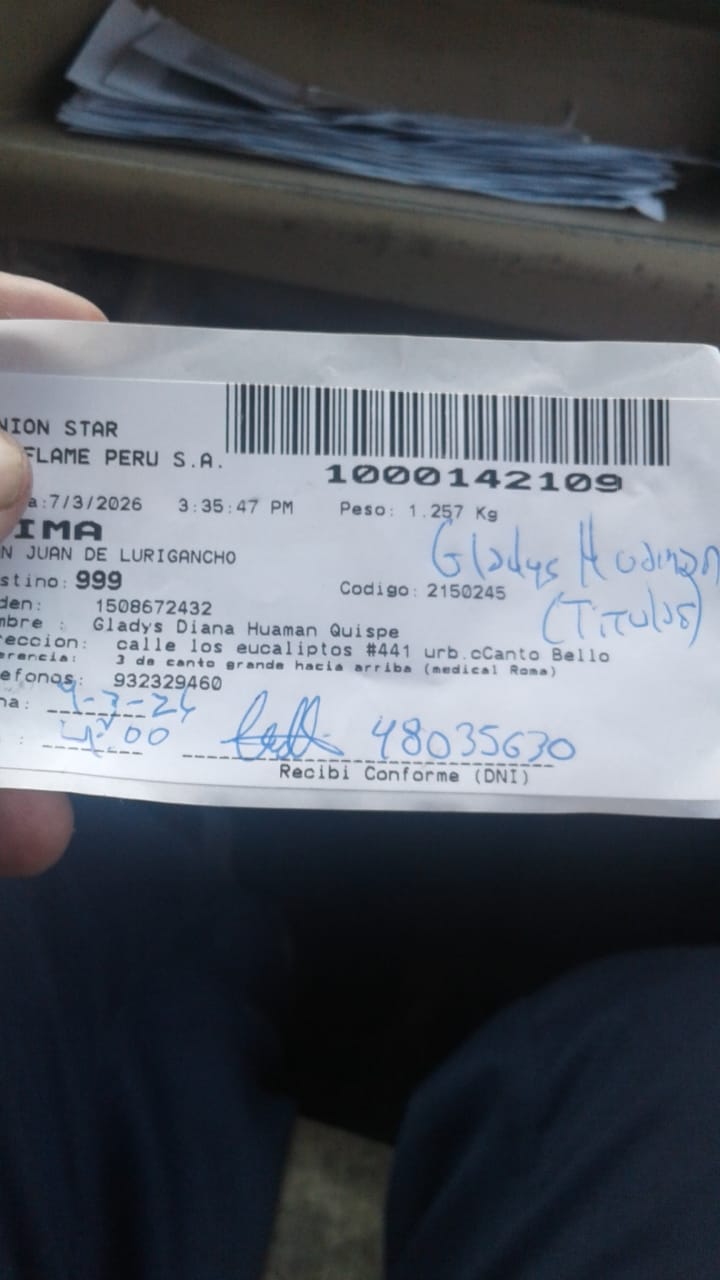 NION STAR
FLAME PERU S.A.
1000142109
a:7/3/2026 3:35:47 PM Peso: 1.257 Kg
IMA
N JUAN DE LURIGANCHO
Gladys Huaman
(Titular)
stino: 999 Codigo: 2150245
den: 1508672432
mbre : Gladys Diana Huaman Quispe
reccion: calle los eucaliptos #441 urb.cCanto Bello
erencia: 3 de canto grande hacia arriba (medical Roma)
efonos: 932329460
ha: 9-3-26
: :00 48035630
Recibi Conforme (DNI)